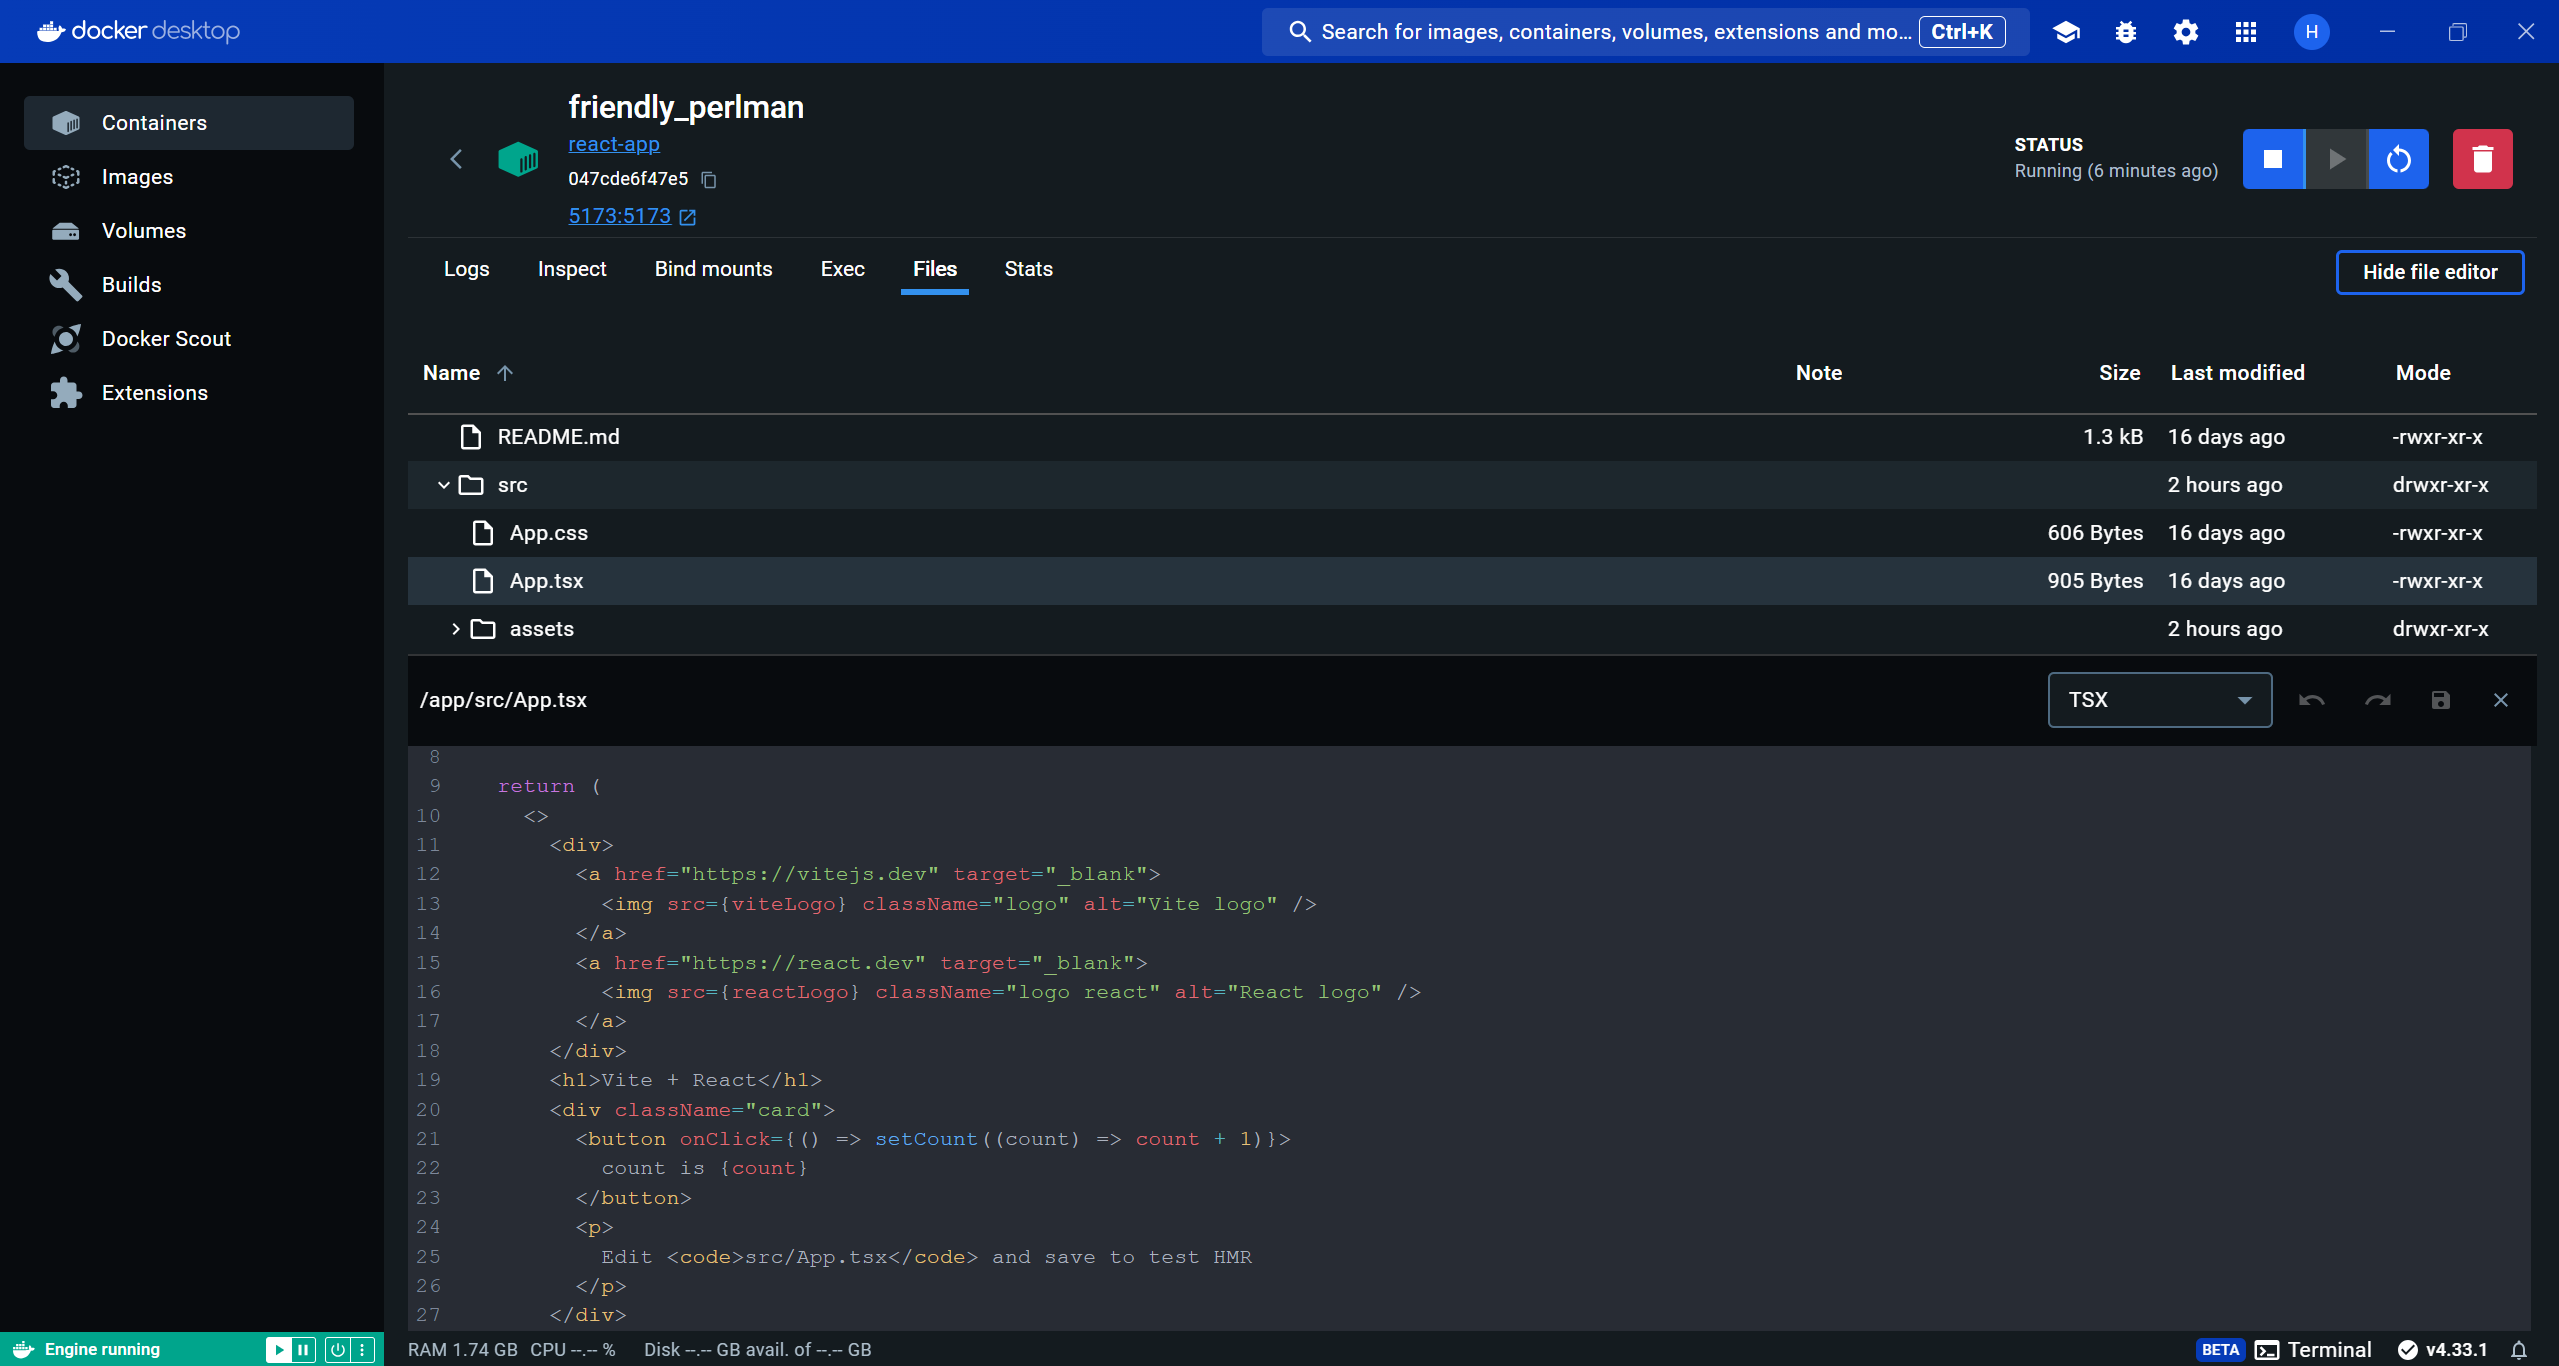 docker desktop
Search for images, containers, volumes, extensions and mo... Ctrl+K
H
Containers
Images
Volumes
Builds
Docker Scout
Extensions
friendly_perlman
react-app
047cde6f47e5
5173:5173
STATUS
Running (6 minutes ago)
Logs Inspect Bind mounts Exec Files Stats
Hide file editor
Name Note Size Last modified Mode
README.md 1.3 kB 16 days ago -rwxr-xr-x
src 2 hours ago drwxr-xr-x
App.css 606 Bytes 16 days ago -rwxr-xr-x
App.tsx 905 Bytes 16 days ago -rwxr-xr-x
assets 2 hours ago drwxr-xr-x
/app/src/App.tsx TSX
8
9 return (
10 <>
11 <div>
12 <a href="https://vitejs.dev" target="_blank">
13 <img src={viteLogo} className="logo" alt="Vite logo" />
14 </a>
15 <a href="https://react.dev" target="_blank">
16 <img src={reactLogo} className="logo react" alt="React logo" />
17 </a>
18 </div>
19 <h1>Vite + React</h1>
20 <div className="card">
21 <button onClick={() => setCount((count) => count + 1)}>
22 count is {count}
23 </button>
24 <p>
25 Edit <code>src/App.tsx</code> and save to test HMR
26 </p>
27 </div>
Engine running
RAM 1.74 GB CPU --.-- % Disk --.-- GB avail. of --.-- GB
BETA Terminal v4.33.1